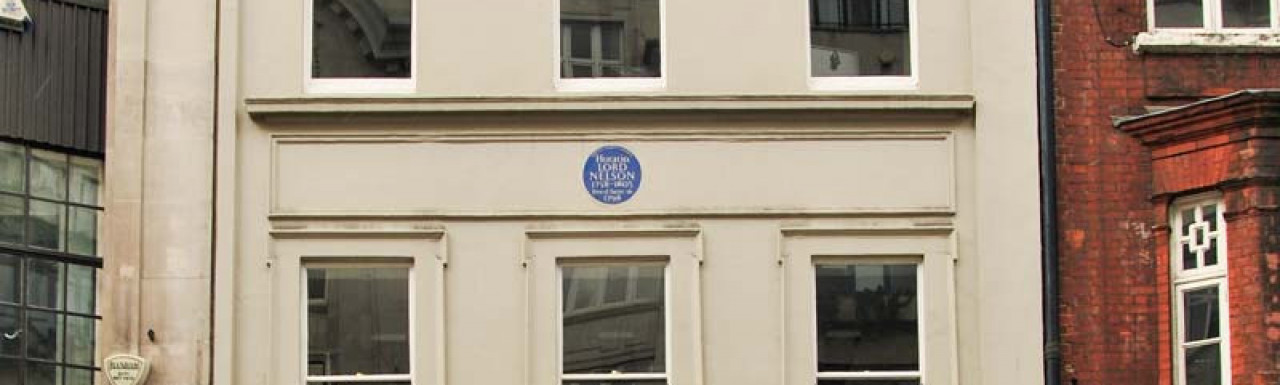 Horatio
LORD
NELSON
1758-1805
lived here in
1798